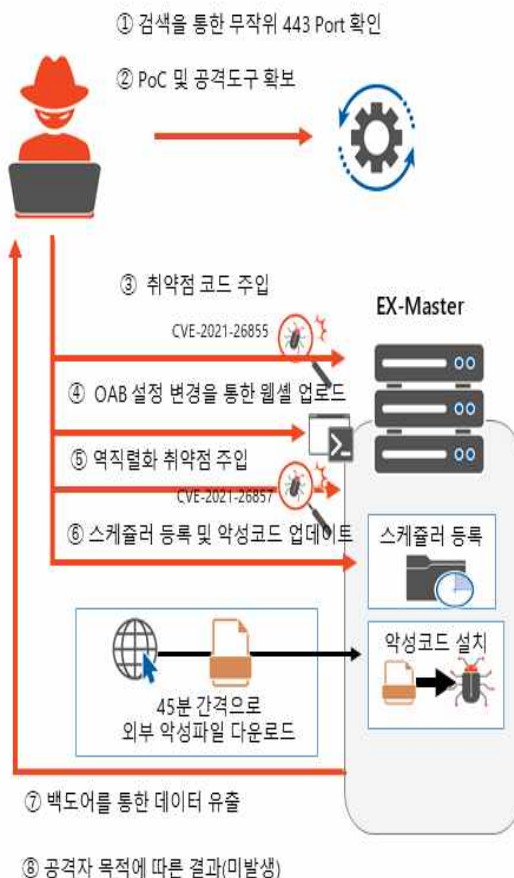 ① 검색을 통한 무작위 443 Port 확인
② PoC 및 공격도구 확보
③ 취약점 코드 주입
CVE-2021-26855
EX-Master
④ OAB 설정 변경을 통한 웹셸 업로드
⑤ 역직렬화 취약점 주입
CVE-2021-26857
⑥ 스케쥴러 등록 및 악성코드 업데이트
스케쥴러 등록
악성코드 설치
45분 간격으로
외부 악성파일 다운로드
⑦ 백도어를 통한 데이터 유출
⑧ 공격자 목적에 따른 결과(미발생)